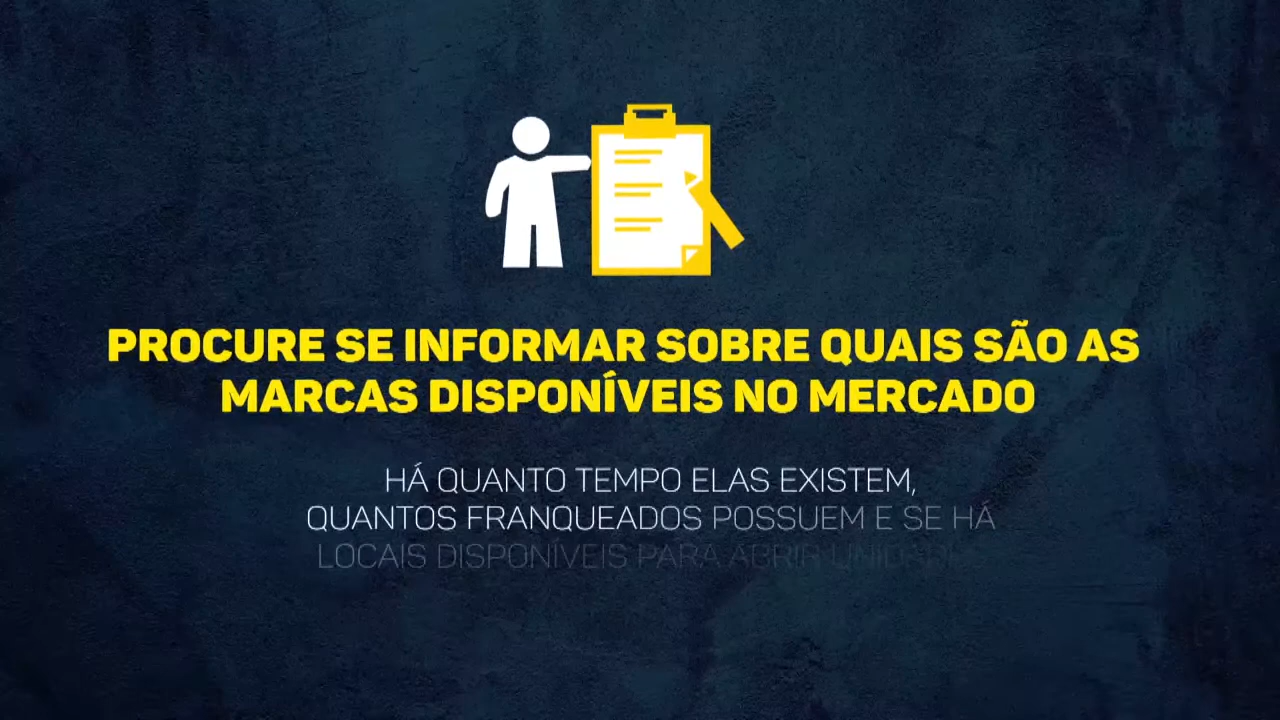 PROCURE SE INFORMAR SOBRE QUAIS SÃO AS
MARCAS DISPONÍVEIS NO MERCADO
HÁ QUANTO TEMPO ELAS EXISTEM,
QUANTOS FRANQUEADOS POSSUEM E SE HÁ
LOCAIS DISPONÍVEIS PARA ABRIR